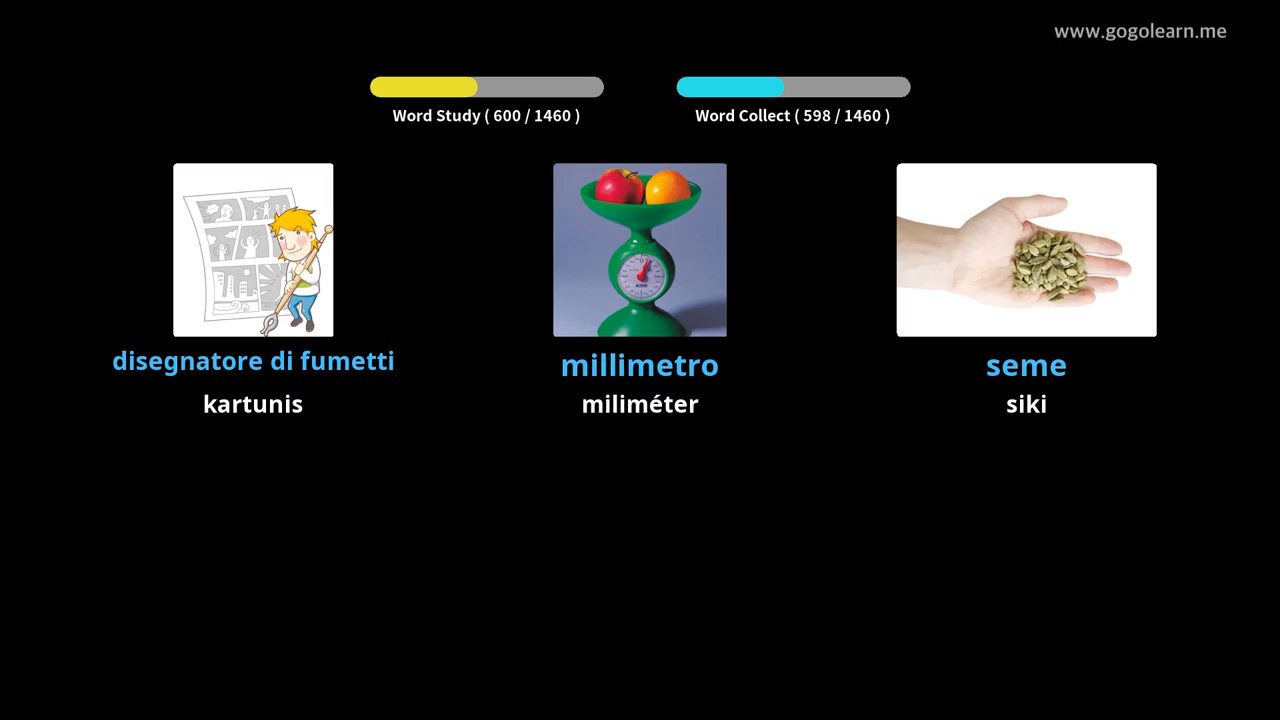 www.gogolearn.me
Word Study ( 600 / 1460 )
Word Collect ( 598 / 1460 )
disegnatore di fumetti
kartunis
millimetro
miliméter
seme
siki